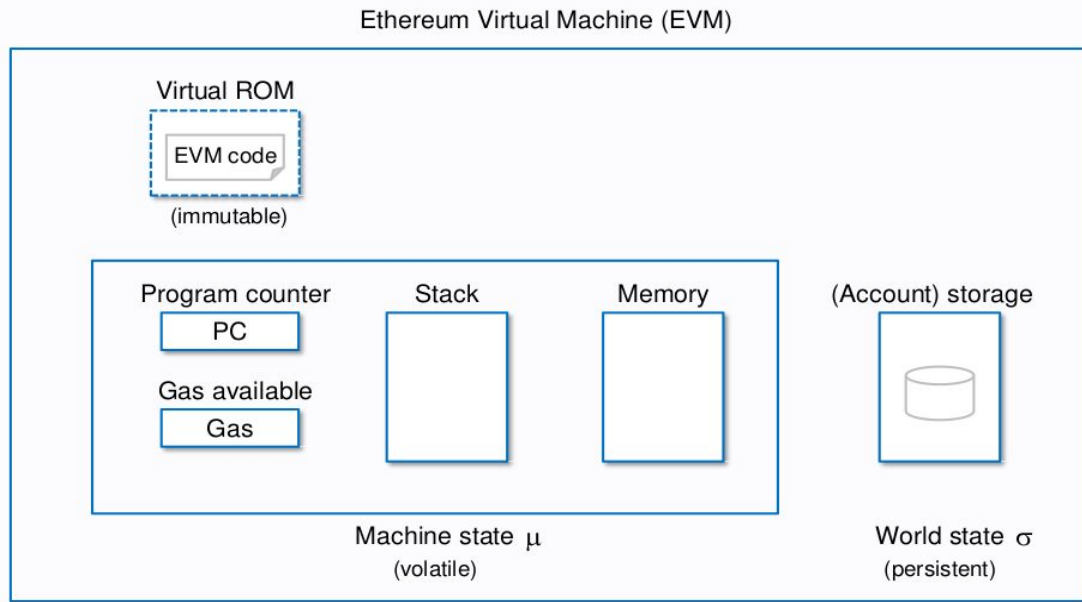 Ethereum Virtual Machine (EVM)
Virtual ROM
EVM code
(immutable)
Program counter
PC
Gas available
Gas
Stack
Memory
(Account) storage
Machine state μ
(volatile)
World state σ
(persistent)